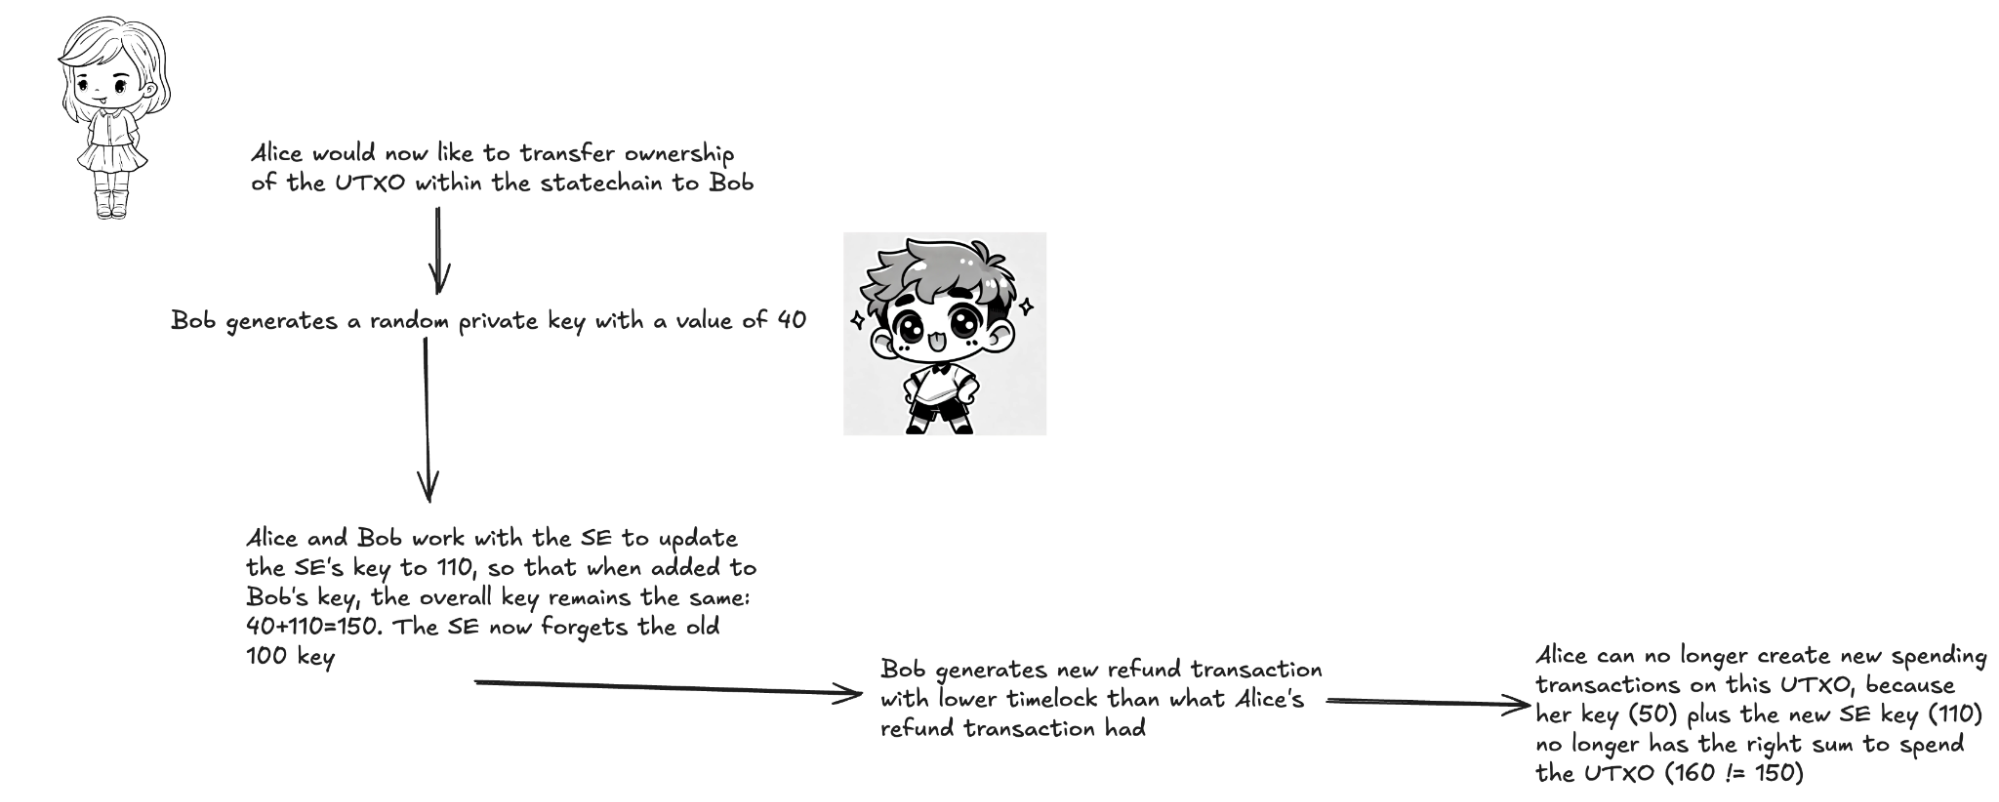 Alice would now like to transfer ownership
of the UTXO within the statechain to Bob
Bob generates a random private key with a value of 40
Alice and Bob work with the SE to update
the SE's key to 110, so that when added to
Bob's key, the overall key remains the same:
40+110=150. The SE now forgets the old
100 key
Bob generates new refund transaction
with lower timelock than what Alice's
refund transaction had
Alice can no longer create new spending
transactions on this UTXO, because
her key (50) plus the new SE key (110)
no longer has the right sum to spend
the UTXO (160 != 150)